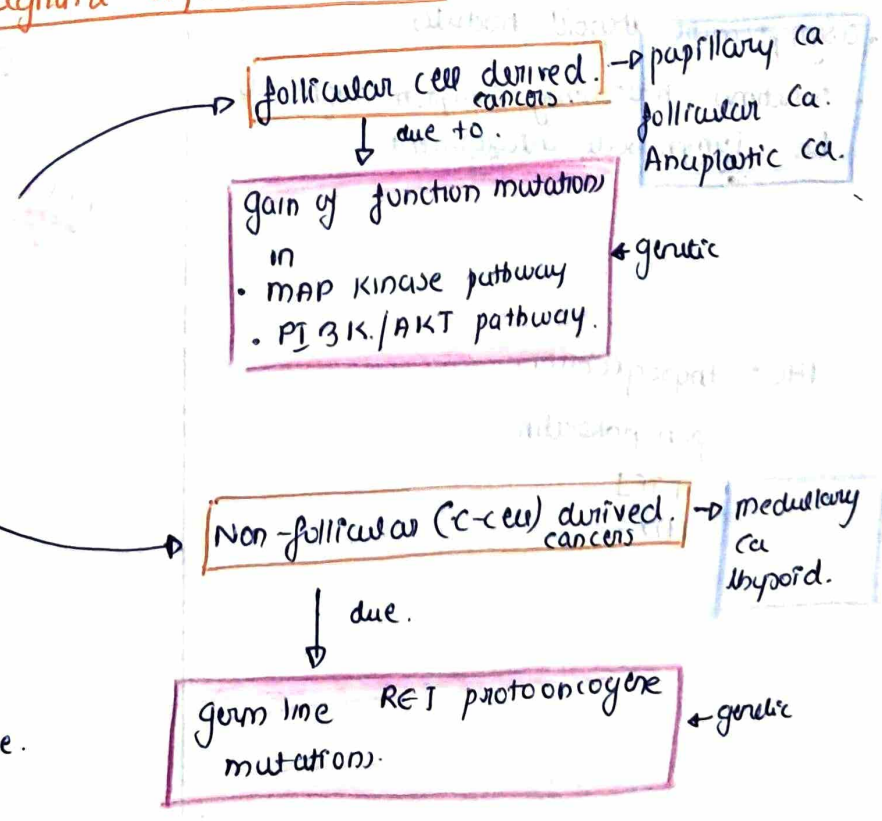 follicular cell derived.
cancers.
→ papillary ca
follicular Ca.
Anaplastic Ca.
↓ due to.
gain of function mutations
in
• MAP Kinase pathway
• PI3K./AKT pathway.
← genetic
Non-follicular (C-cell) derived.
cancers
→ medullary
ca
thyroid.
↓ due.
germ line RET protooncogene
mutations.
← genetic
e.